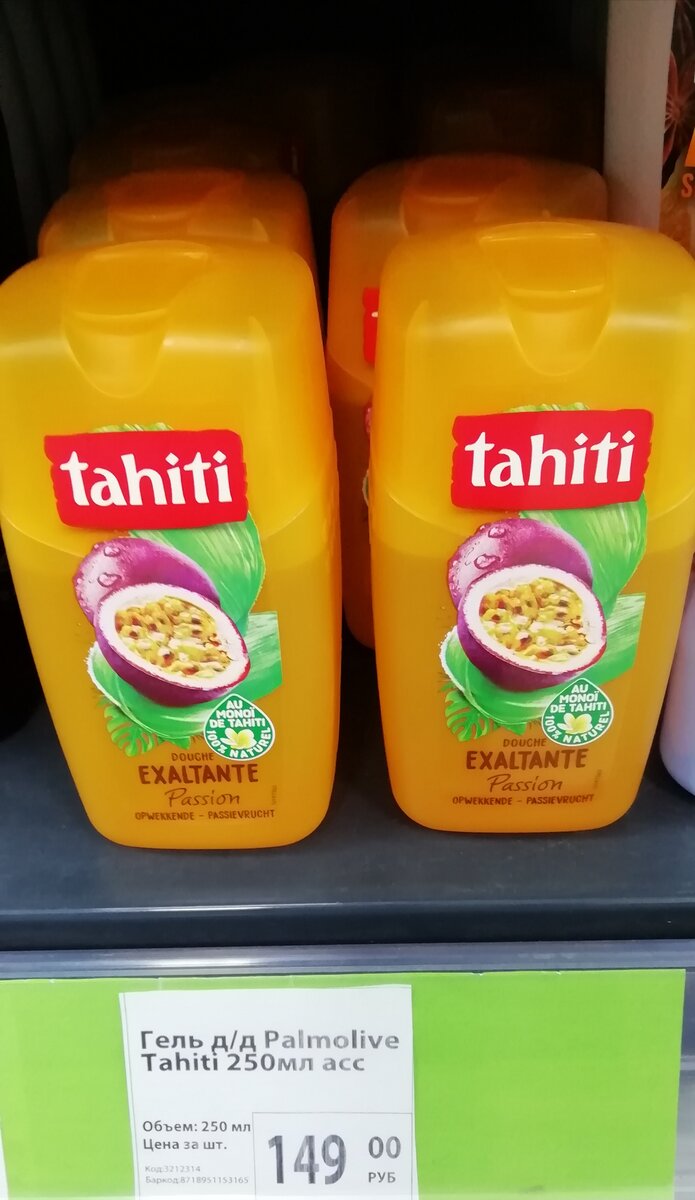 tahiti
AU
MONOÏ
DE TAHITI
100% NATUREL
DOUCHE
EXALTANTE
Passion
OPWEKKENDE - PASSIEVRUCHT
tahiti
AU
MONOÏ
DE TAHITI
100% NATUREL
DOUCHE
EXALTANTE
Passion
OPWEKKENDE - PASSIEVRUCHT
Гель д/д Palmolive
Tahiti 250мл асс
Объем: 250 мл
Цена за шт.
149 00
РУБ
Код:3212314
Баркод:8718951153165